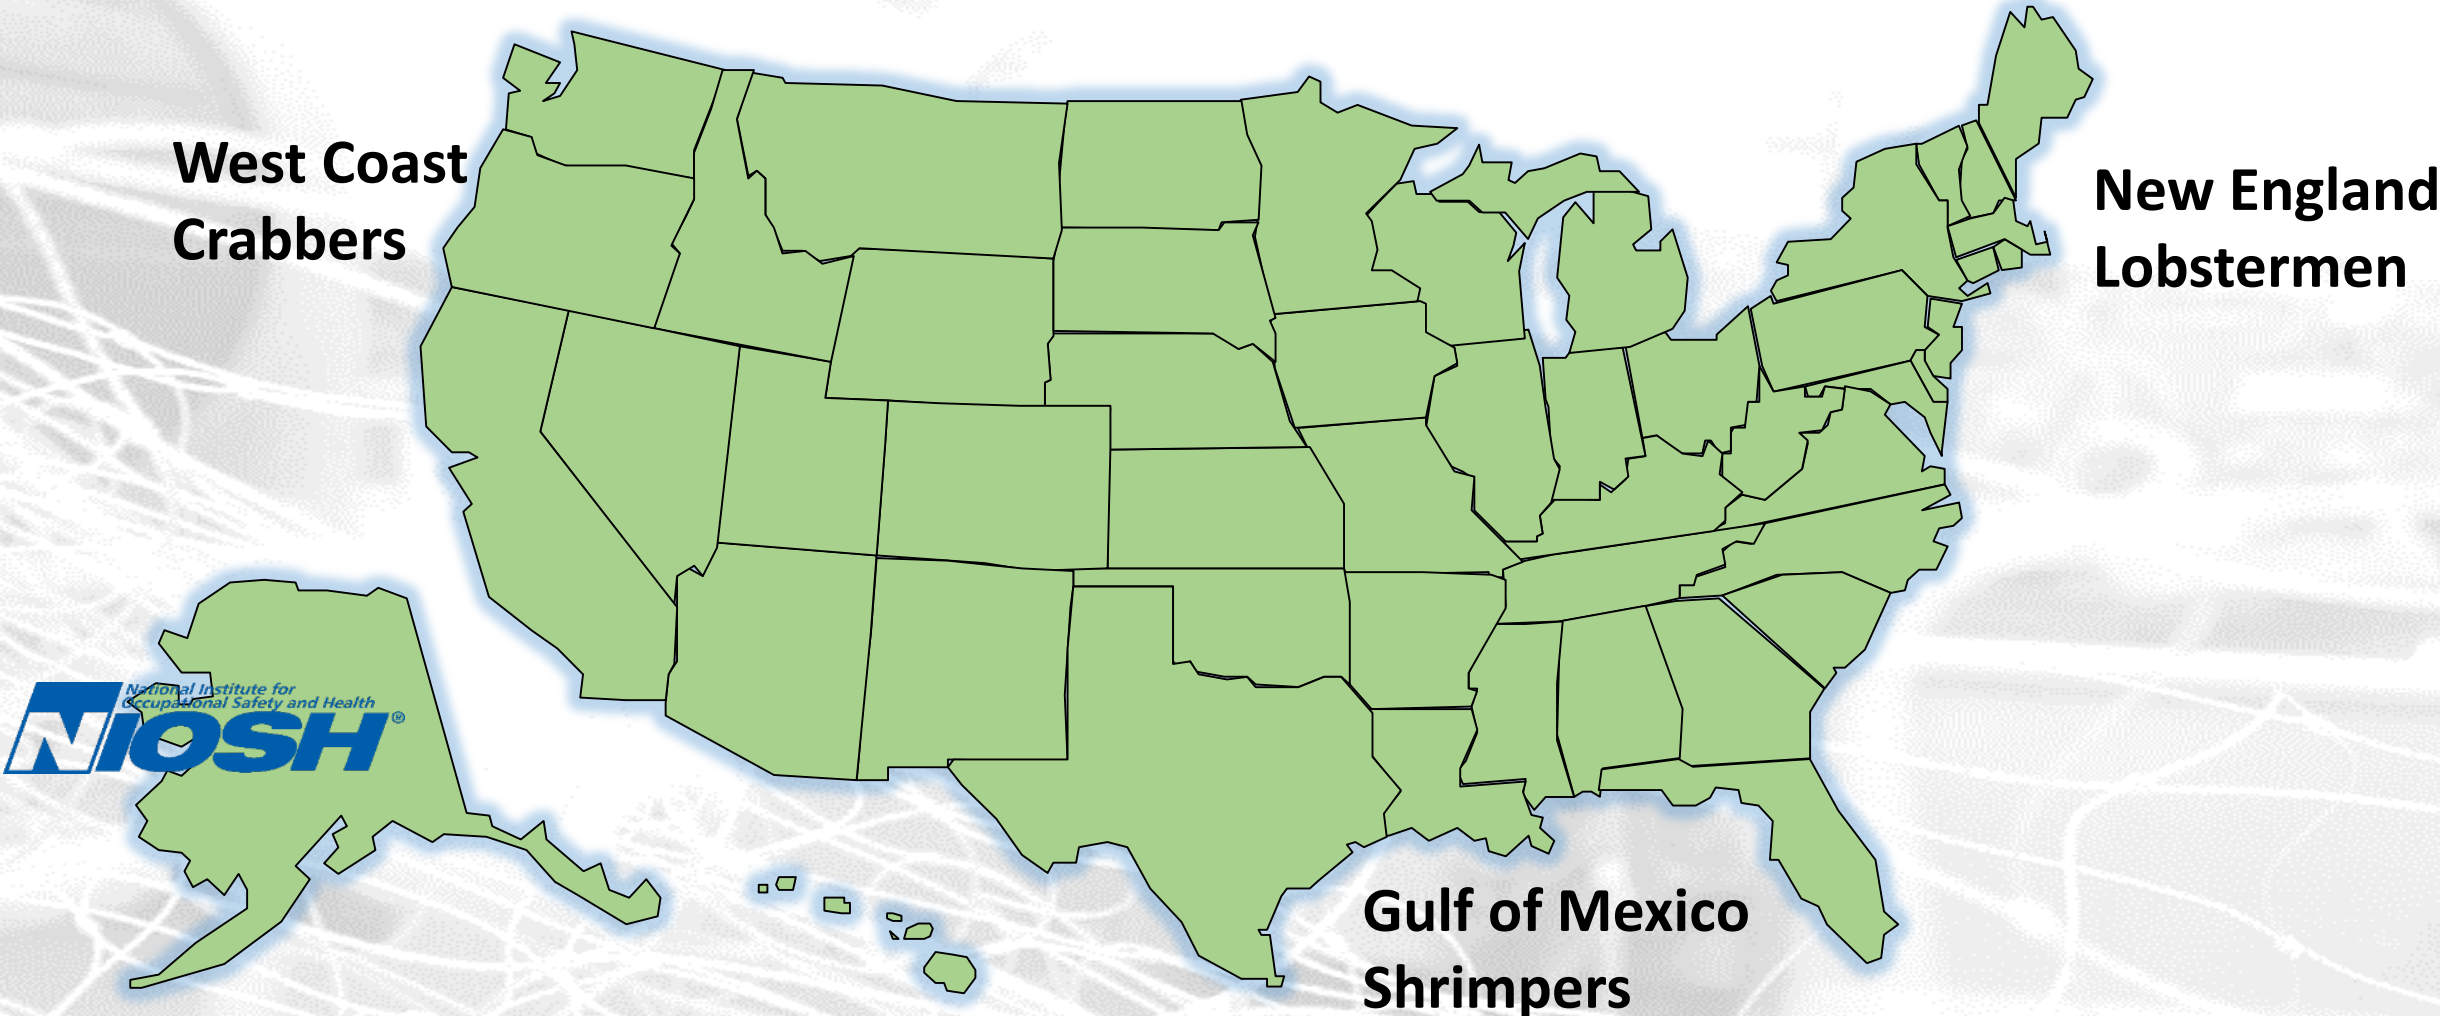 West Coast
Crabbers
New England
Lobstermen
National Institute for
Occupational Safety and Health
NIOSH®
Gulf of Mexico
Shrimpers